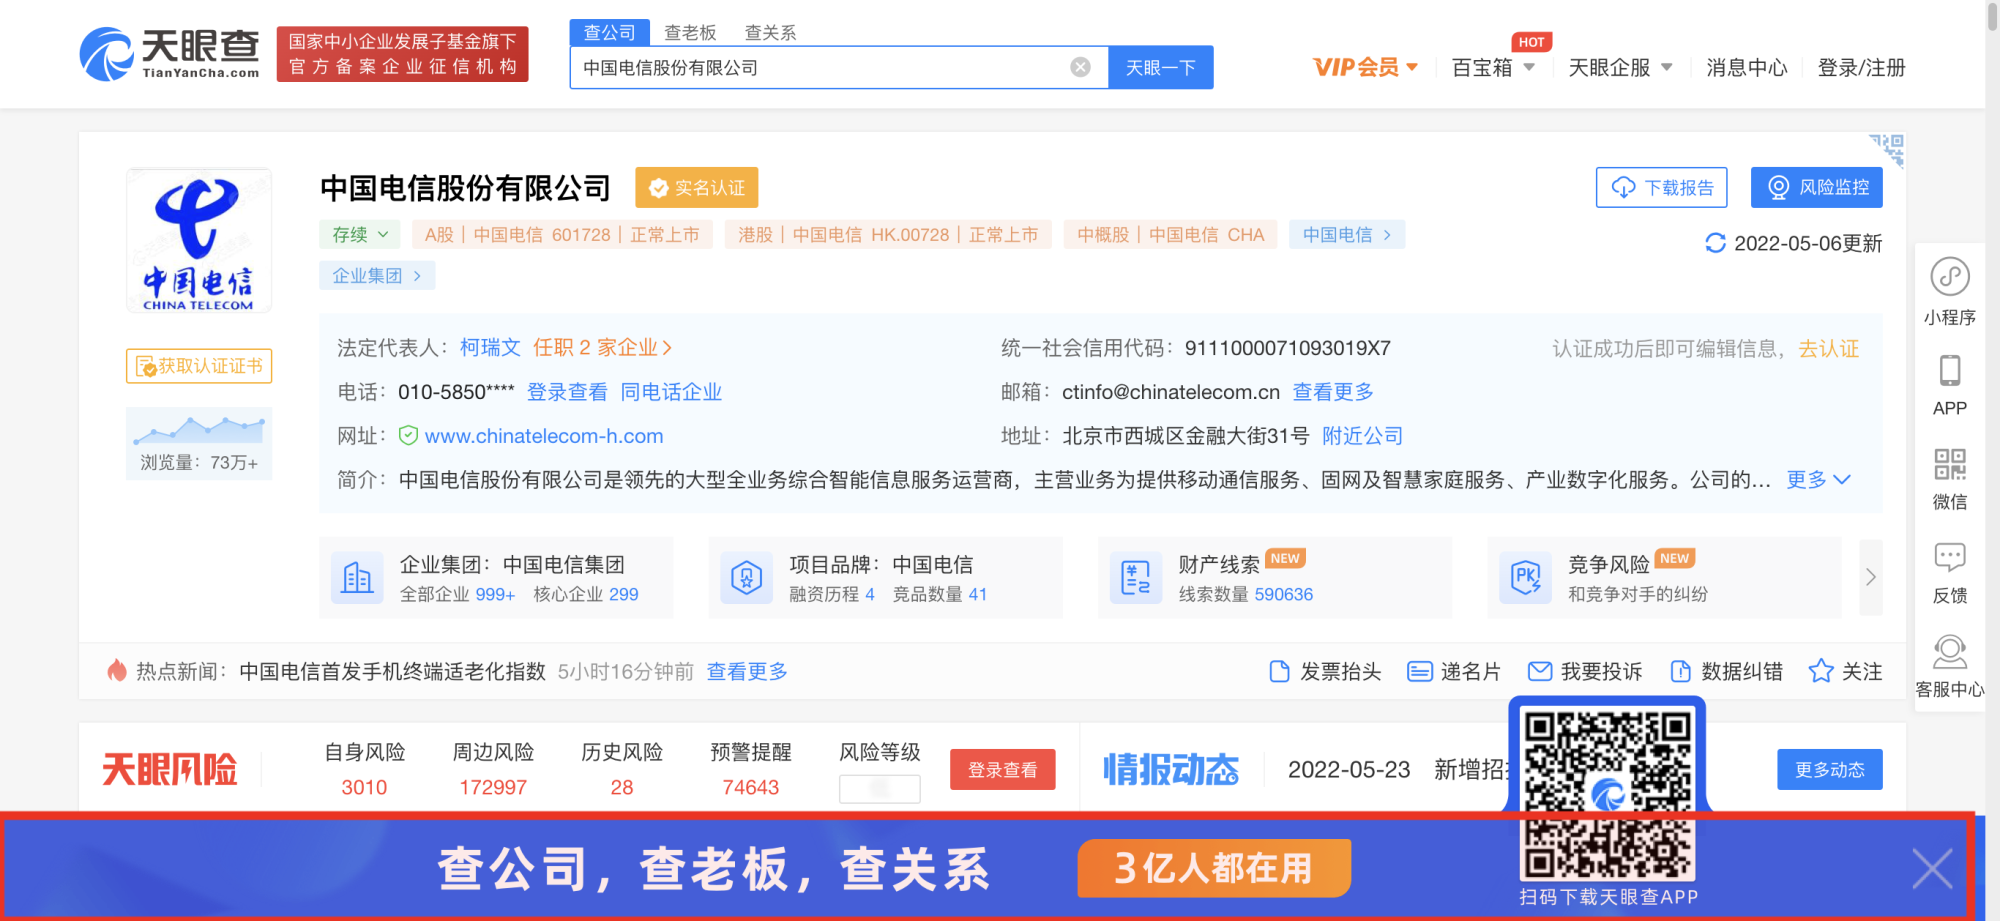 天眼查
TianYanCha.com
国家中小企业发展子基金旗下
官方备案企业征信机构
查公司 查老板 查关系
中国电信股份有限公司
天眼一下
VIP会员
百宝箱
HOT
天眼企服
消息中心
登录/注册
中国电信
CHINA TELECOM
中国电信股份有限公司
实名认证
下载报告
风险监控
存续
A股 | 中国电信 601728 | 正常上市
港股 | 中国电信 HK.00728 | 正常上市
中概股 | 中国电信 CHA
中国电信 >
2022-05-06更新
企业集团 >
获取认证证书
浏览量：73万+
法定代表人：柯瑞文 任职 2 家企业 >
统一社会信用代码：9111000071093019X7
认证成功后即可编辑信息，去认证
电话：010-5850**** 登录查看 同电话企业
邮箱：ctinfo@chinatelecom.cn 查看更多
网址：www.chinatelecom-h.com
地址：北京市西城区金融大街31号 附近公司
简介：中国电信股份有限公司是领先的大型全业务综合智能信息服务运营商，主营业务为提供移动通信服务、固网及智慧家庭服务、产业数字化服务。公司的... 更多
企业集团：中国电信集团
全部企业 999+ 核心企业 299
项目品牌：中国电信
融资历程 4 竞品数量 41
财产线索 NEW
线索数量 590636
PK
竞争风险 NEW
和竞争对手的纠纷
小程序
APP
微信
反馈
客服中心
热点新闻：中国电信首发手机终端适老化指数 5小时16分钟前 查看更多
发票抬头
递名片
我要投诉
数据纠错
关注
天眼风险
自身风险 周边风险 历史风险 预警提醒 风险等级
3010 172997 28 74643
登录查看
情报动态
2022-05-23 新增招
更多动态
查公司，查老板，查关系
3亿人都在用
扫码下载天眼查APP